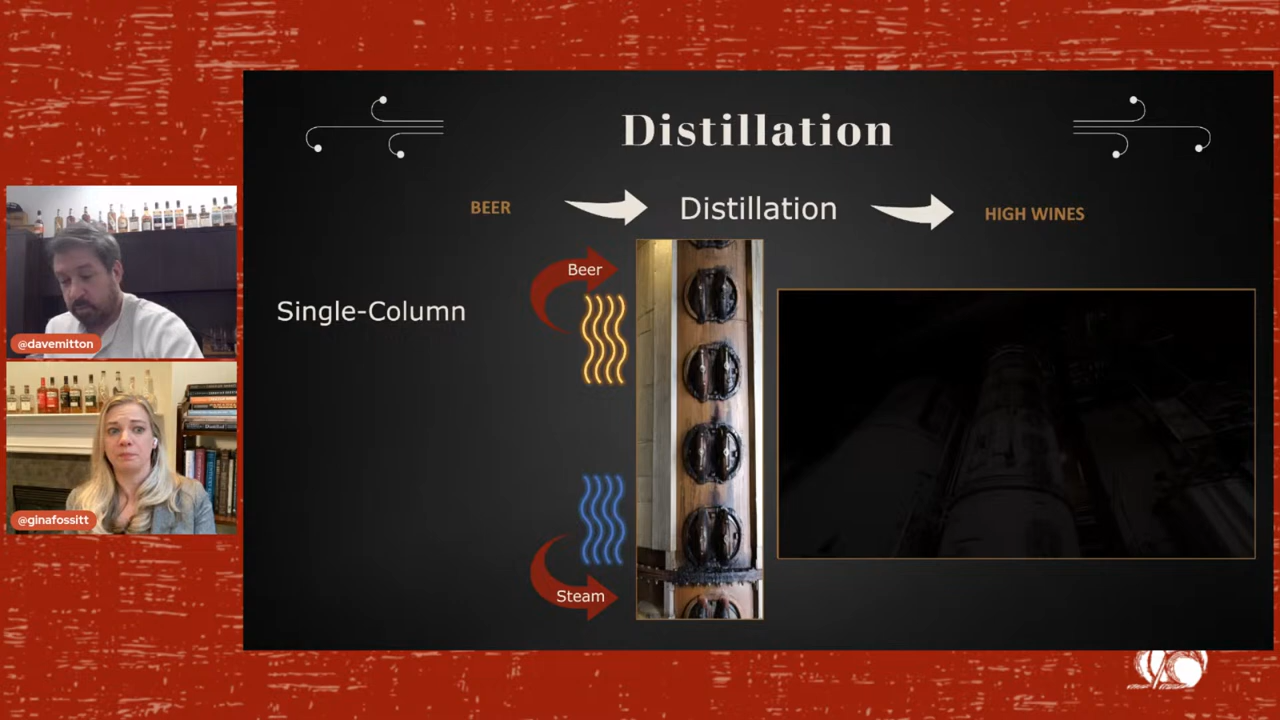 Distillation
BEER
Distillation
HIGH WINES
Beer
Single-Column
Steam
@davemitton
@ginafossitt